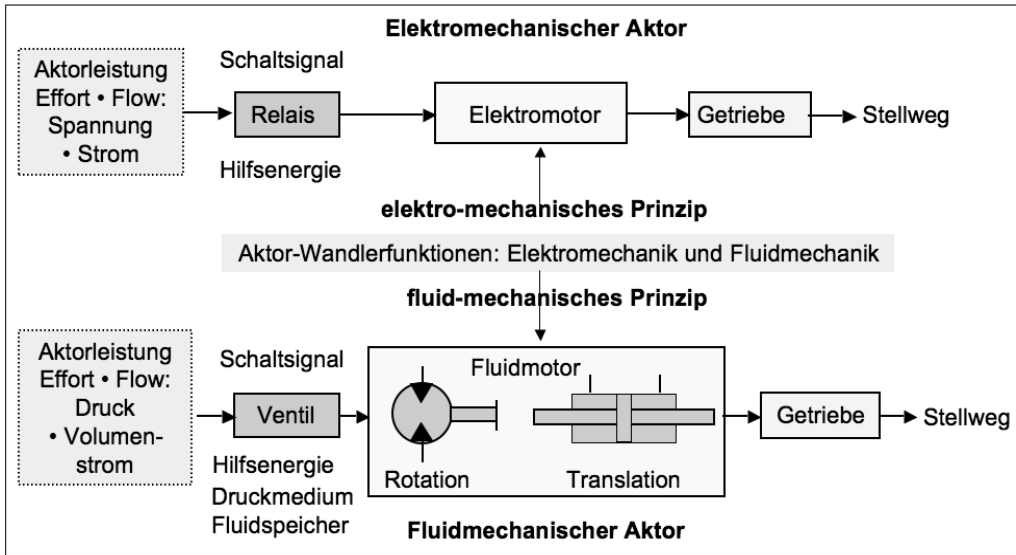 Elektromechanischer Aktor
Aktorleistung
Effort • Flow:
Spannung
• Strom
Schaltsignal
Relais
Hilfsenergie
Elektromotor
Getriebe
Stellweg
elektro-mechanisches Prinzip
Aktor-Wandlerfunktionen: Elektromechanik und Fluidmechanik
fluid-mechanisches Prinzip
Aktorleistung
Effort • Flow:
Druck
• Volumen-
strom
Schaltsignal
Ventil
Hilfsenergie
Druckmedium
Fluidspeicher
Fluidmotor
Rotation
Translation
Getriebe
Stellweg
Fluidmechanischer Aktor